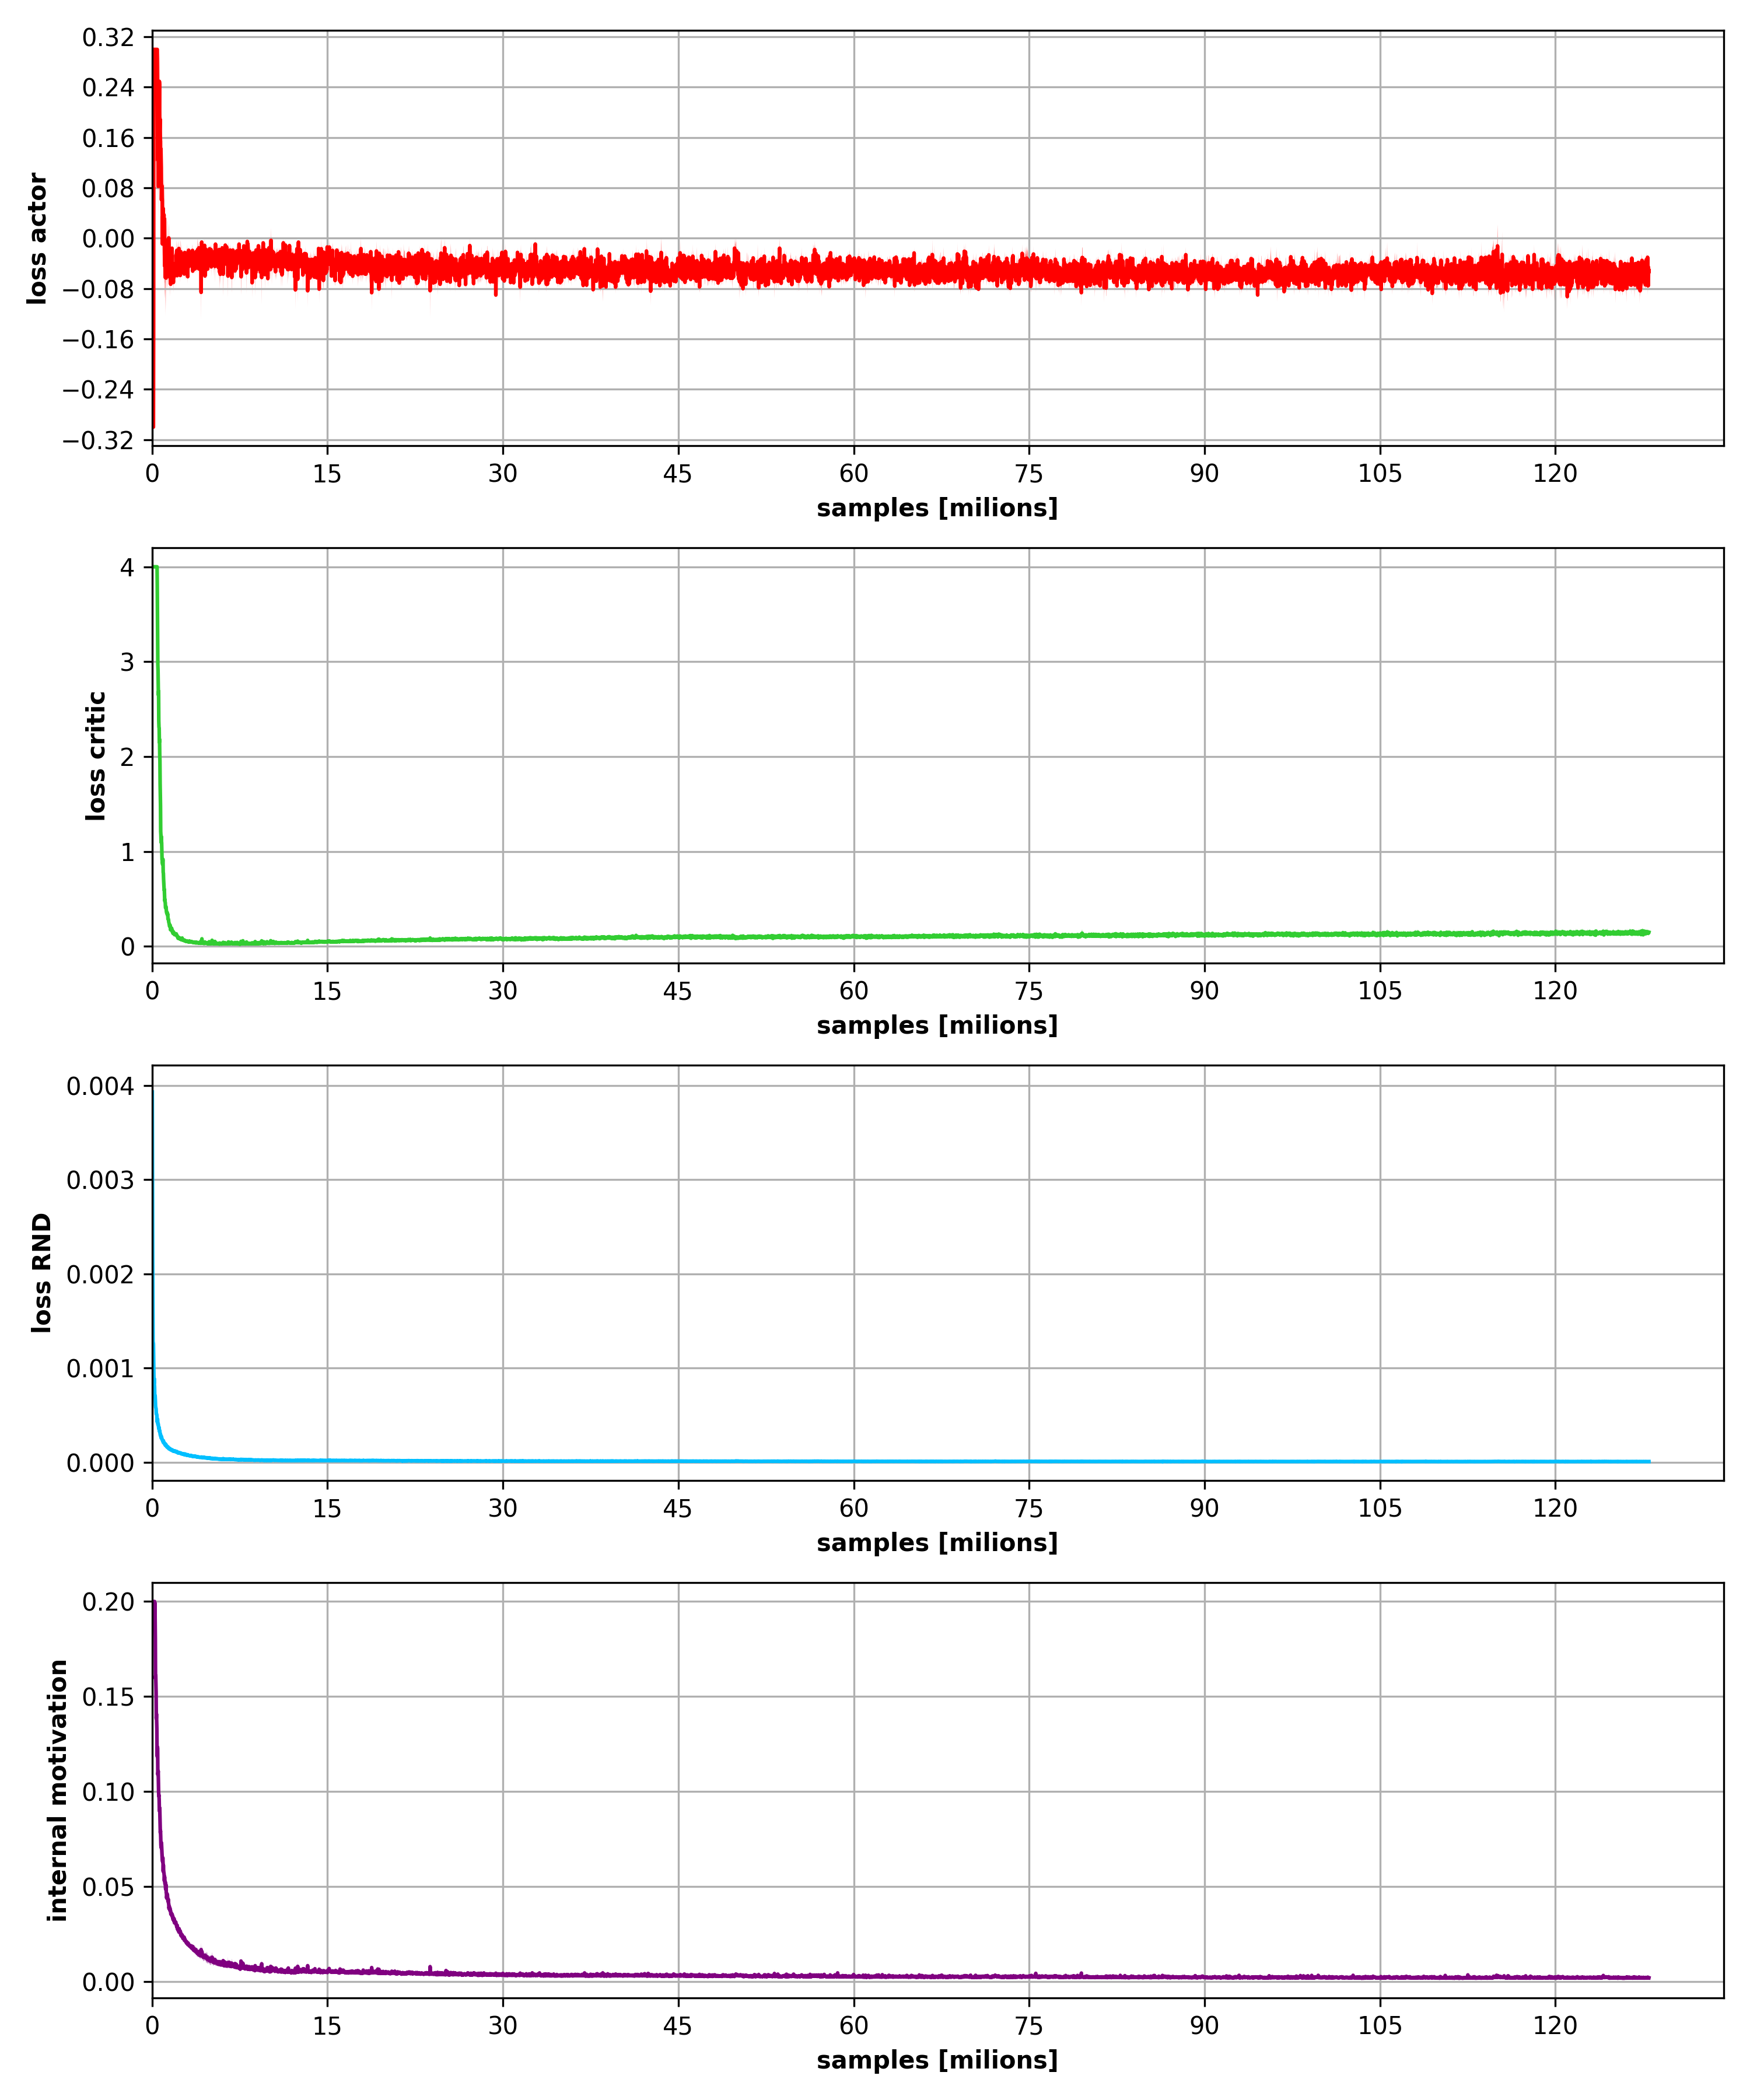 0.32
0.24
0.16
0.08
0.00
−0.08
−0.16
−0.24
−0.32
loss actor
0 15 30 45 60 75 90 105 120
samples [milions]
4
3
2
1
0
loss critic
0 15 30 45 60 75 90 105 120
samples [milions]
0.004
0.003
0.002
0.001
0.000
loss RND
0 15 30 45 60 75 90 105 120
samples [milions]
0.20
0.15
0.10
0.05
0.00
internal motivation
0 15 30 45 60 75 90 105 120
samples [milions]